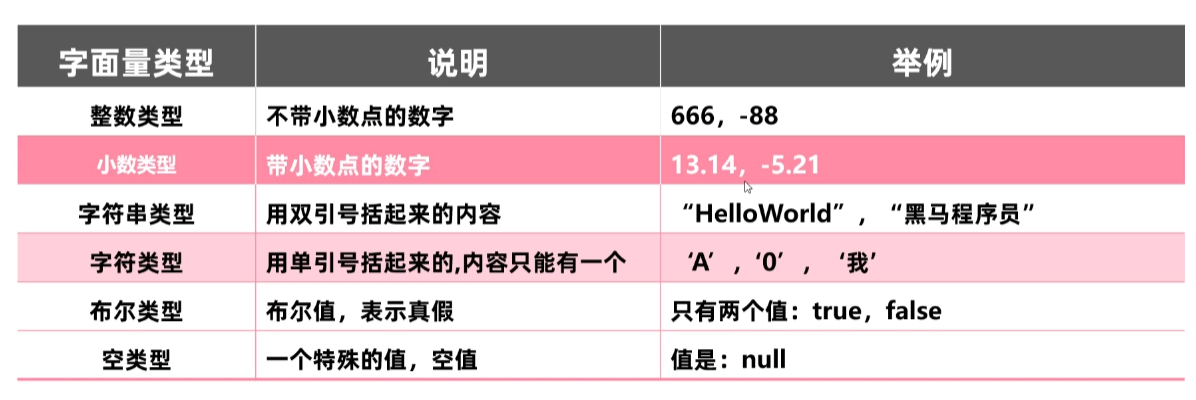 字面量类型 说明 举例
整数类型 不带小数点的数字 666，-88
小数类型 带小数点的数字 13.14，-5.21
字符串类型 用双引号括起来的内容 “HelloWorld”，“黑马程序员”
字符类型 用单引号括起来的,内容只能有一个 ‘A’，‘0’，‘我’
布尔类型 布尔值，表示真假 只有两个值：true，false
空类型 一个特殊的值，空值 值是：null